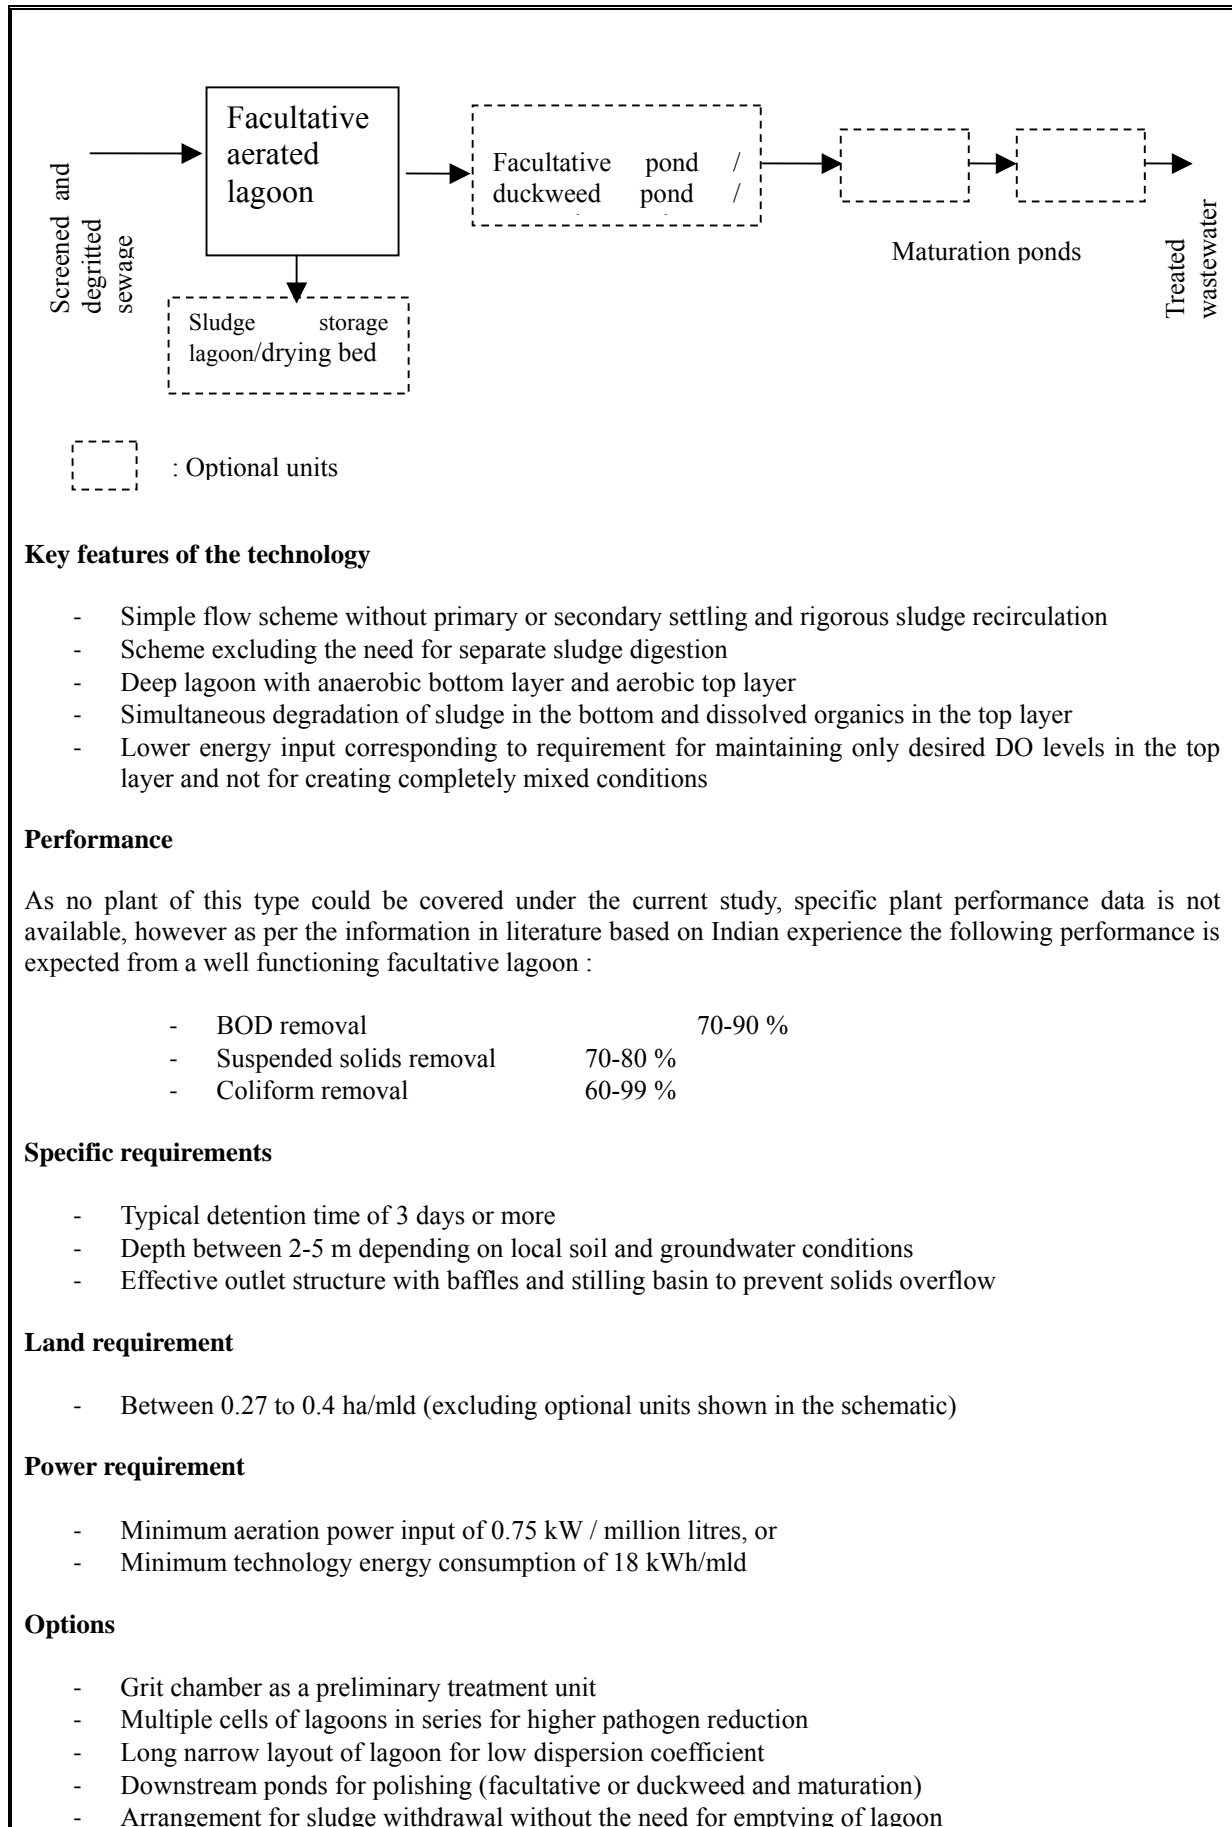 Screened and
degritted
sewage
Facultative
aerated
lagoon
Facultative pond /
duckweed pond /
Maturation ponds
Treated
wastewater
Sludge storage
lagoon/drying bed
: Optional units
Key features of the technology
- Simple flow scheme without primary or secondary settling and rigorous sludge recirculation
- Scheme excluding the need for separate sludge digestion
- Deep lagoon with anaerobic bottom layer and aerobic top layer
- Simultaneous degradation of sludge in the bottom and dissolved organics in the top layer
- Lower energy input corresponding to requirement for maintaining only desired DO levels in the top
layer and not for creating completely mixed conditions
Performance
As no plant of this type could be covered under the current study, specific plant performance data is not
available, however as per the information in literature based on Indian experience the following performance is
expected from a well functioning facultative lagoon :
- BOD removal 70-90 %
- Suspended solids removal 70-80 %
- Coliform removal 60-99 %
Specific requirements
- Typical detention time of 3 days or more
- Depth between 2-5 m depending on local soil and groundwater conditions
- Effective outlet structure with baffles and stilling basin to prevent solids overflow
Land requirement
- Between 0.27 to 0.4 ha/mld (excluding optional units shown in the schematic)
Power requirement
- Minimum aeration power input of 0.75 kW / million litres, or
- Minimum technology energy consumption of 18 kWh/mld
Options
- Grit chamber as a preliminary treatment unit
- Multiple cells of lagoons in series for higher pathogen reduction
- Long narrow layout of lagoon for low dispersion coefficient
- Downstream ponds for polishing (facultative or duckweed and maturation)
- Arrangement for sludge withdrawal without the need for emptying of lagoon